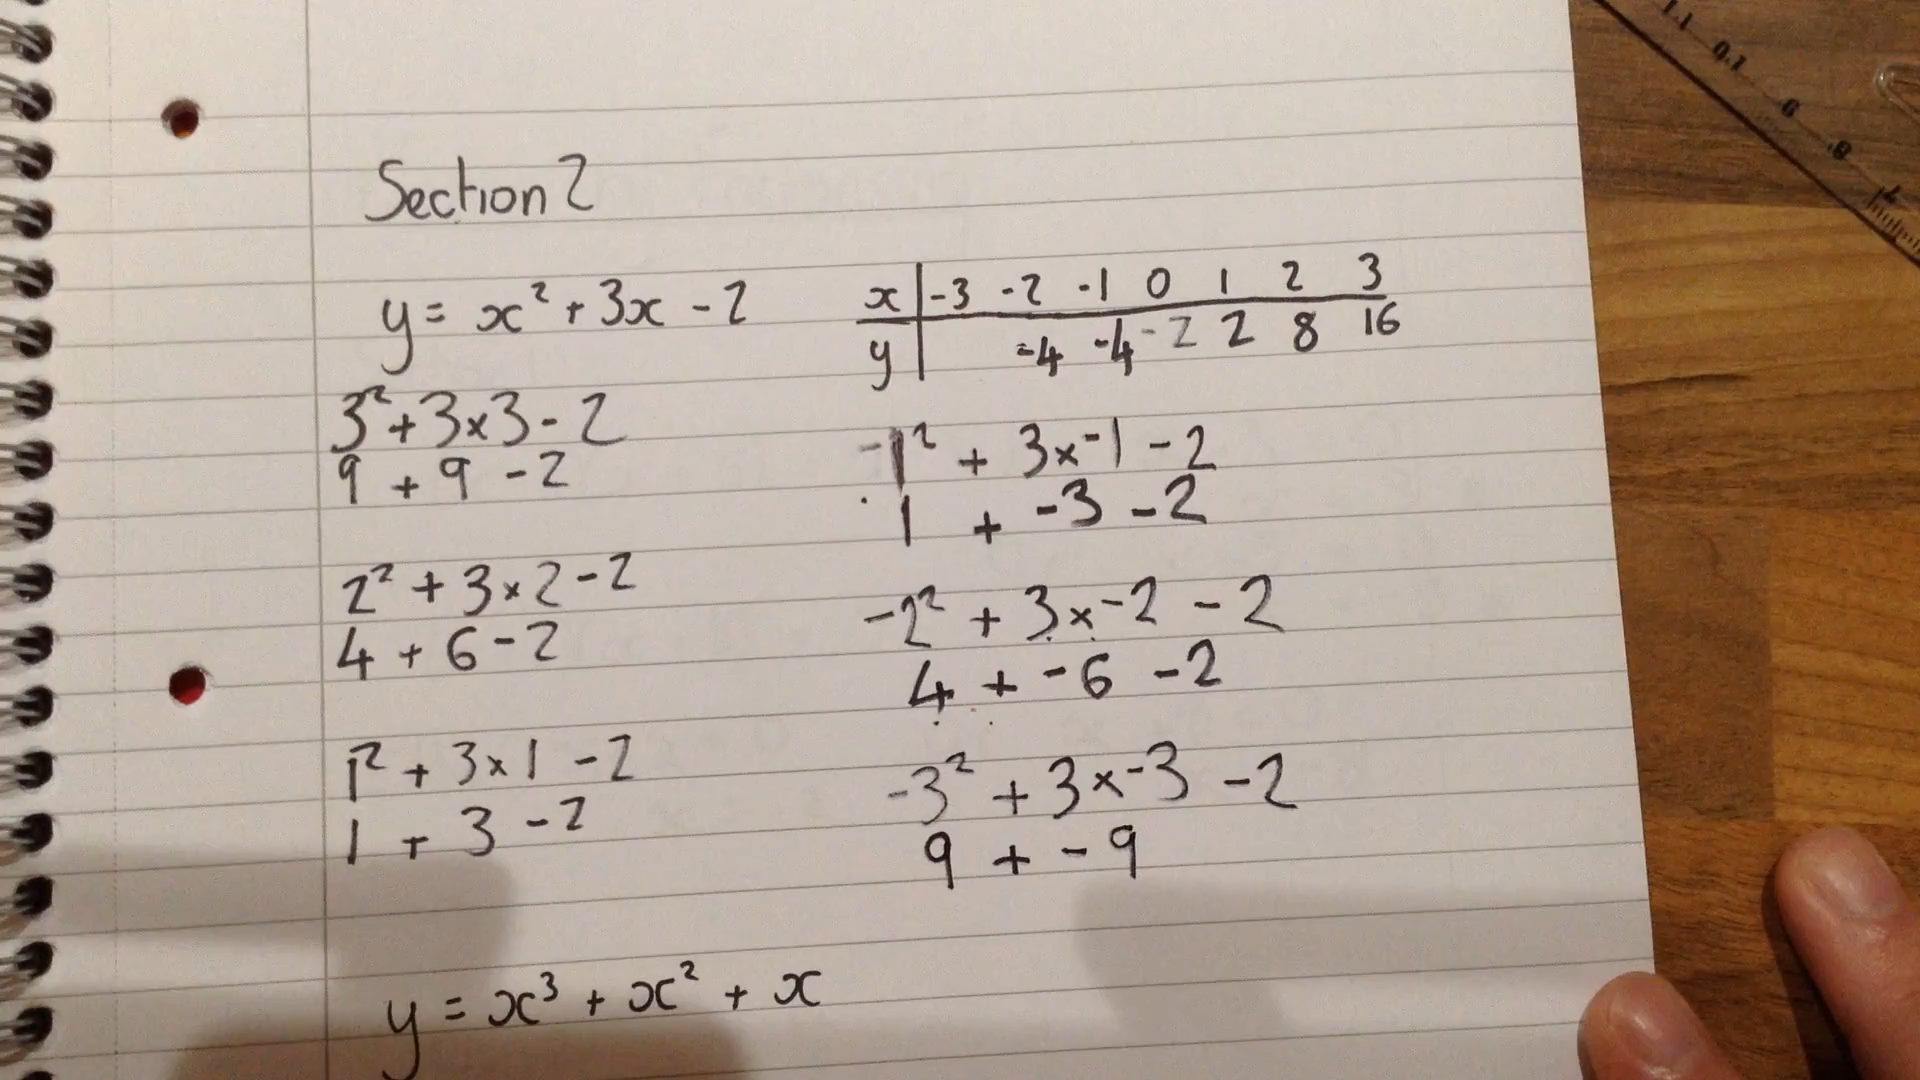 Section 2
y = x² + 3x - 2
x | -3 -2 -1 0 1 2 3
y | -4 -4 -2 2 8 16
3² + 3 × 3 - 2
9 + 9 - 2
2² + 3 × 2 - 2
4 + 6 - 2
1² + 3 × 1 - 2
1 + 3 - 2
-1² + 3 × -1 - 2
1 + -3 - 2
-2² + 3 × -2 - 2
4 + -6 - 2
-3² + 3 × -3 - 2
9 + -9
y = x³ + x² + x